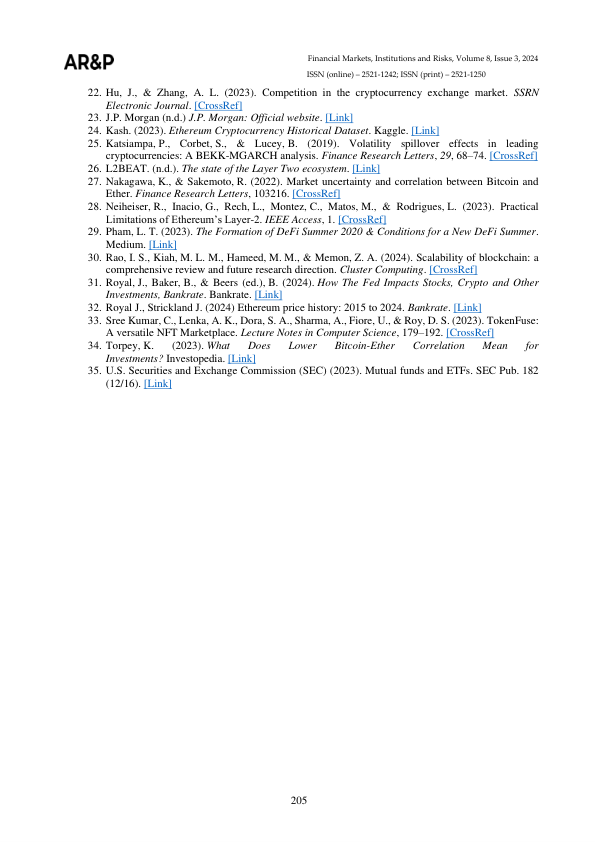 AR&P
Financial Markets, Institutions and Risks, Volume 8, Issue 3, 2024
ISSN (online) – 2521-1242; ISSN (print) – 2521-1250
22. Hu, J., & Zhang, A. L. (2023). Competition in the cryptocurrency exchange market. SSRN
Electronic Journal. [CrossRef]
23. J.P. Morgan (n.d.) J.P. Morgan: Official website. [Link]
24. Kash. (2023). Ethereum Cryptocurrency Historical Dataset. Kaggle. [Link]
25. Katsiampa, P., Corbet, S., & Lucey, B. (2019). Volatility spillover effects in leading
cryptocurrencies: A BEKK-MGARCH analysis. Finance Research Letters, 29, 68–74. [CrossRef]
26. L2BEAT. (n.d.). The state of the Layer Two ecosystem. [Link]
27. Nakagawa, K., & Sakemoto, R. (2022). Market uncertainty and correlation between Bitcoin and
Ether. Finance Research Letters, 103216. [CrossRef]
28. Neiheiser, R., Inacio, G., Rech, L., Montez, C., Matos, M., & Rodrigues, L. (2023). Practical
Limitations of Ethereum’s Layer-2. IEEE Access, 1. [CrossRef]
29. Pham, L. T. (2023). The Formation of DeFi Summer 2020 & Conditions for a New DeFi Summer.
Medium. [Link]
30. Rao, I. S., Kiah, M. L. M., Hameed, M. M., & Memon, Z. A. (2024). Scalability of blockchain: a
comprehensive review and future research direction. Cluster Computing. [CrossRef]
31. Royal, J., Baker, B., & Beers (ed.), B. (2024). How The Fed Impacts Stocks, Crypto and Other
Investments, Bankrate. Bankrate. [Link]
32. Royal J., Strickland J. (2024) Ethereum price history: 2015 to 2024. Bankrate. [Link]
33. Sree Kumar, C., Lenka, A. K., Dora, S. A., Sharma, A., Fiore, U., & Roy, D. S. (2023). TokenFuse:
A versatile NFT Marketplace. Lecture Notes in Computer Science, 179–192. [CrossRef]
34. Torpey, K. (2023). What Does Lower Bitcoin-Ether Correlation Mean for
Investments? Investopedia. [Link]
35. U.S. Securities and Exchange Commission (SEC) (2023). Mutual funds and ETFs. SEC Pub. 182
(12/16). [Link]
205